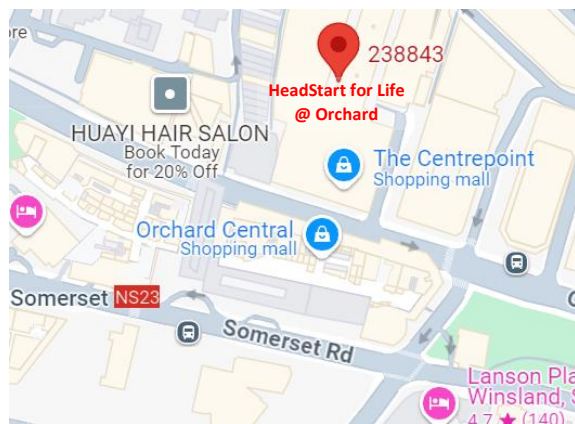 ore
238843
HeadStart for Life
@ Orchard
HUAYI HAIR SALON
Book Today
for 20% Off
The Centrepoint
Shopping mall
Orchard Central
Shopping mall
Somerset NS23
Somerset Rd
Lanson Pla
Winsland, S
4.7 ★ (140)